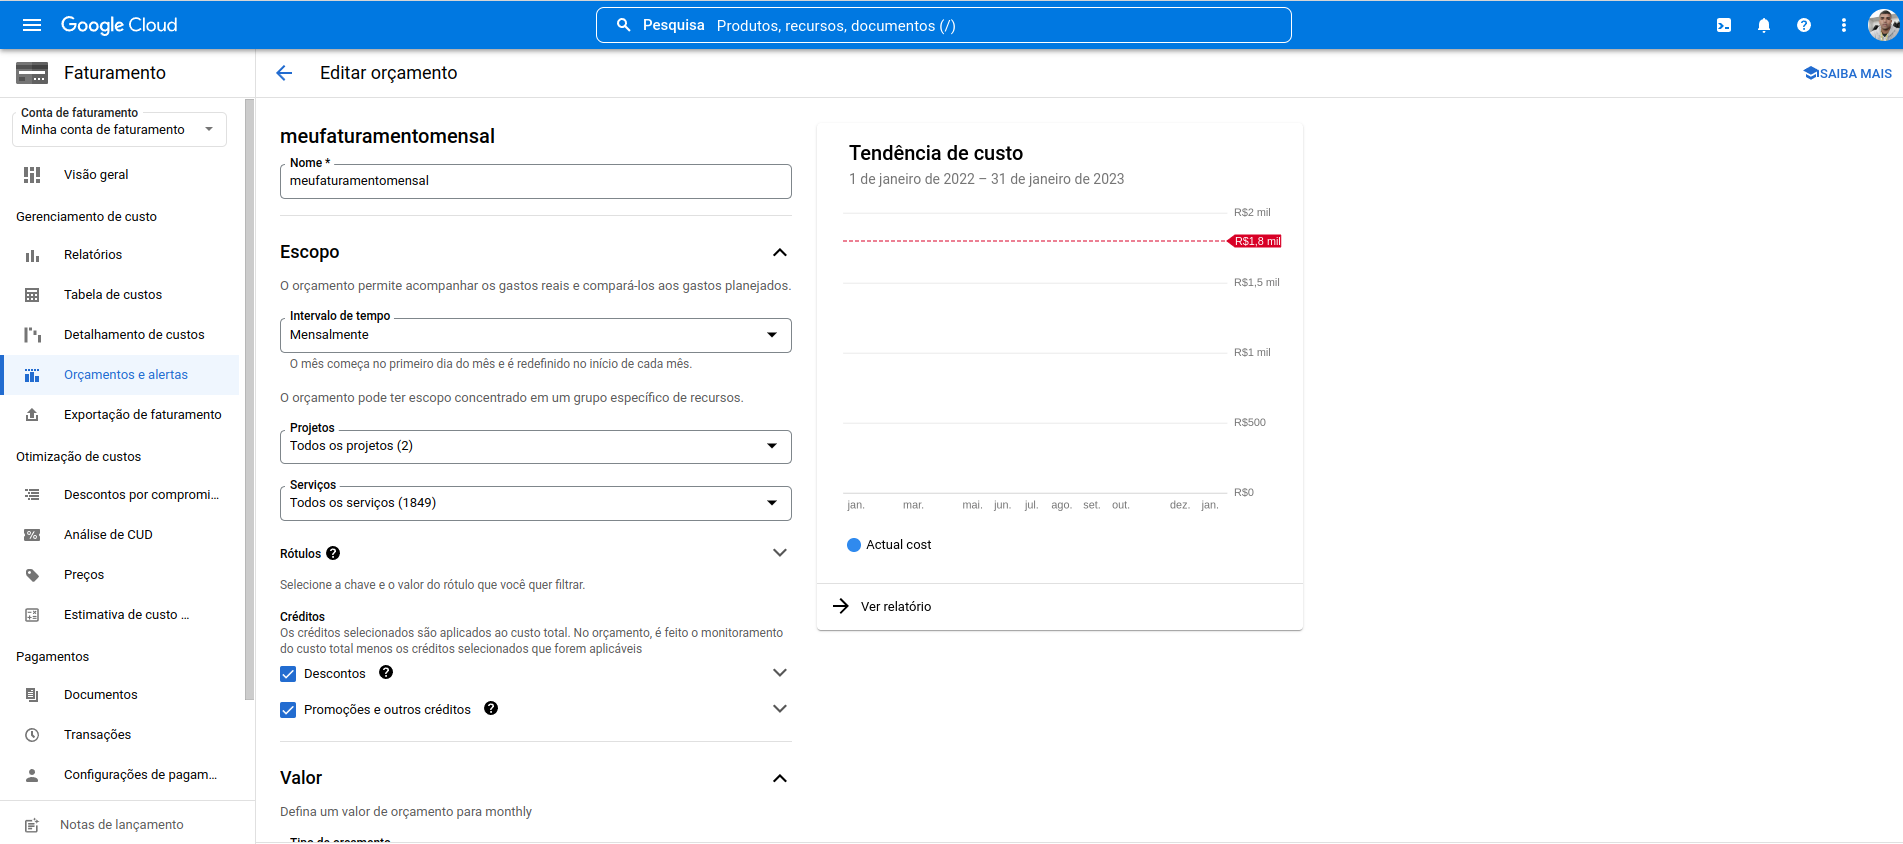 Google Cloud
Pesquisa Produtos, recursos, documentos (/)
Faturamento
Editar orçamento
SAIBA MAIS
Conta de faturamento
Minha conta de faturamento
Visão geral
Gerenciamento de custo
Relatórios
Tabela de custos
Detalhamento de custos
Orçamentos e alertas
Exportação de faturamento
Otimização de custos
Descontos por compromi...
Análise de CUD
Preços
Estimativa de custo ...
Pagamentos
Documentos
Transações
Configurações de pagam...
Notas de lançamento
meufaturamentomensal
Nome *
meufaturamentomensal
Escopo
O orçamento permite acompanhar os gastos reais e compará-los aos gastos planejados.
Intervalo de tempo
Mensalmente
O mês começa no primeiro dia do mês e é redefinido no início de cada mês.
O orçamento pode ter escopo concentrado em um grupo específico de recursos.
Projetos
Todos os projetos (2)
Serviços
Todos os serviços (1849)
Rótulos
Selecione a chave e o valor do rótulo que você quer filtrar.
Créditos
Os créditos selecionados são aplicados ao custo total. No orçamento, é feito o monitoramento
do custo total menos os créditos selecionados que forem aplicáveis
Descontos
Promoções e outros créditos
Valor
Defina um valor de orçamento para monthly
Tipo de orçamento
Tendência de custo
1 de janeiro de 2022 – 31 de janeiro de 2023
R$2 mil
R$1,8 mil
R$1,5 mil
R$1 mil
R$500
R$0
jan. mar. mai. jun. jul. ago. set. out. dez. jan.
Actual cost
Ver relatório